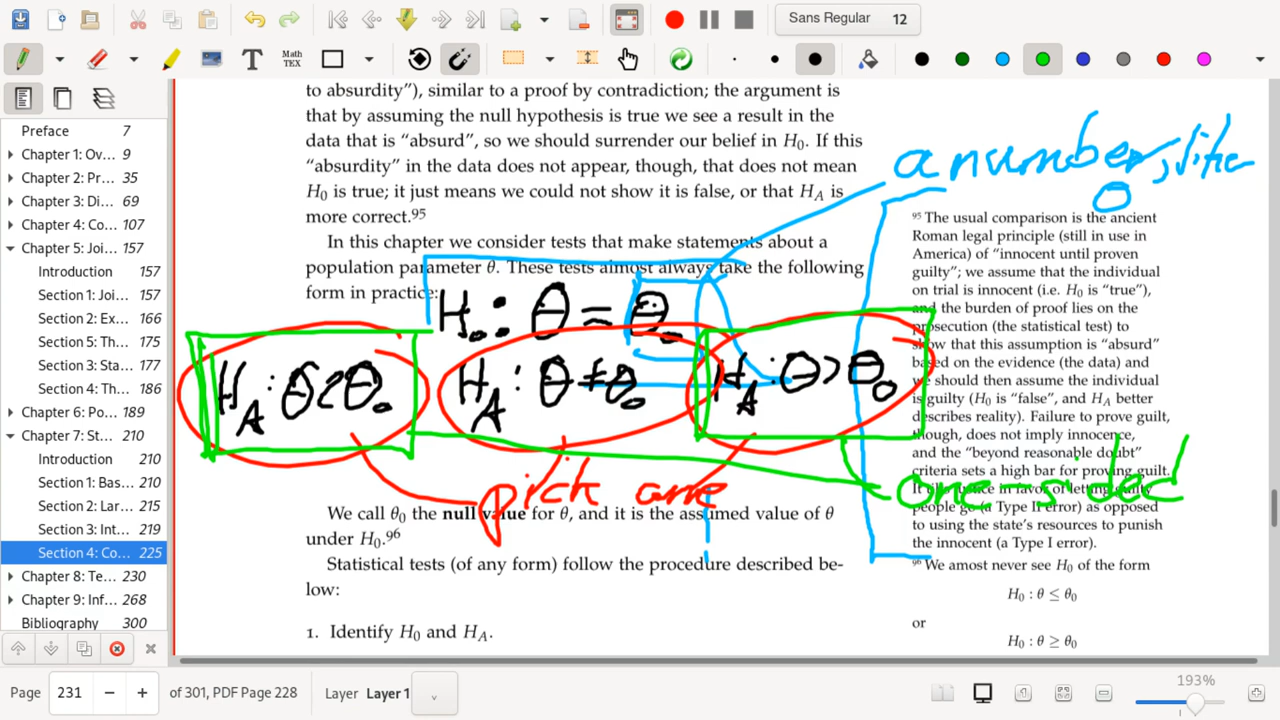 Sans Regular 12
Math
TEX
Preface 7
Chapter 1: Ov... 9
Chapter 2: Pr... 35
Chapter 3: Di... 69
Chapter 4: Co... 107
Chapter 5: Joi... 157
Introduction 157
Section 1: Joi... 157
Section 2: Ex... 166
Section 5: Th... 175
Section 3: Sta... 177
Section 4: Th... 186
Chapter 6: Po... 189
Chapter 7: St... 210
Introduction 210
Section 1: Bas... 210
Section 2: Lar... 215
Section 3: Int... 219
Section 4: Co... 225
Chapter 8: Te... 230
Chapter 9: Inf... 268
Bibliography 300
to absurdity”), similar to a proof by contradiction; the argument is
that by assuming the null hypothesis is true we see a result in the
data that is “absurd”, so we should surrender our belief in H₀. If this
“absurdity” in the data does not appear, though, that does not mean
H₀ is true; it just means we could not show it is false, or that H_A is
more correct.⁹⁵
In this chapter we consider tests that make statements about a
population parameter θ. These tests almost always take the following
form in practice:
H₀: θ = θ₀
H_A: θ < θ₀ H_A: θ ≠ θ₀ H_A: θ > θ₀
pick one
one-sided
a number, like
0
We call θ₀ the null value for θ, and it is the assumed value of θ
under H₀.⁹⁶
Statistical tests (of any form) follow the procedure described be-
low:
1. Identify H₀ and H_A.
⁹⁵ The usual comparison is the ancient
Roman legal principle (still in use in
America) of “innocent until proven
guilty”; we assume that the individual
on trial is innocent (i.e. H₀ is “true”),
and the burden of proof lies on the
prosecution (the statistical test) to
show that this assumption is “absurd”
based on the evidence (the data) and
we should then assume the individual
is guilty (H₀ is “false”, and H_A better
describes reality). Failure to prove guilt,
though, does not imply innocence,
and the “beyond reasonable doubt”
criteria sets a high bar for proving guilt.
in favor of letting guilty
people go (a Type II error) as opposed
to using the state’s resources to punish
the innocent (a Type I error).
⁹⁶ We amost never see H₀ of the form
H₀ : θ ≤ θ₀
or
H₀ : θ ≥ θ₀
Page 231 of 301, PDF Page 228
Layer Layer 1
193%